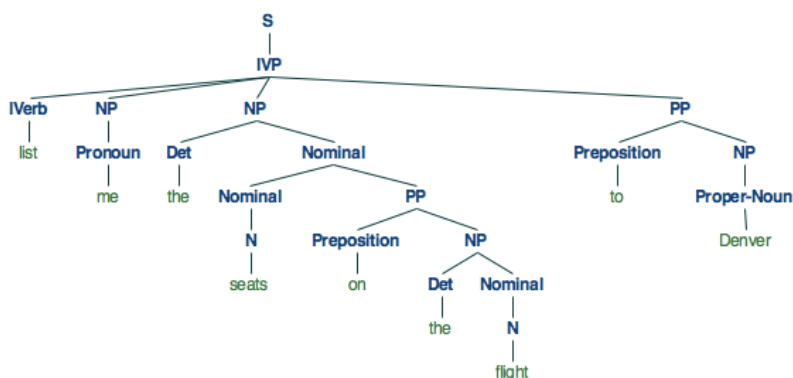 S
IVP
IVerb NP NP PP
list Pronoun Det Nominal Preposition NP
me the Nominal PP to Proper-Noun
N Preposition NP Denver
seats on Det Nominal
the N
flight